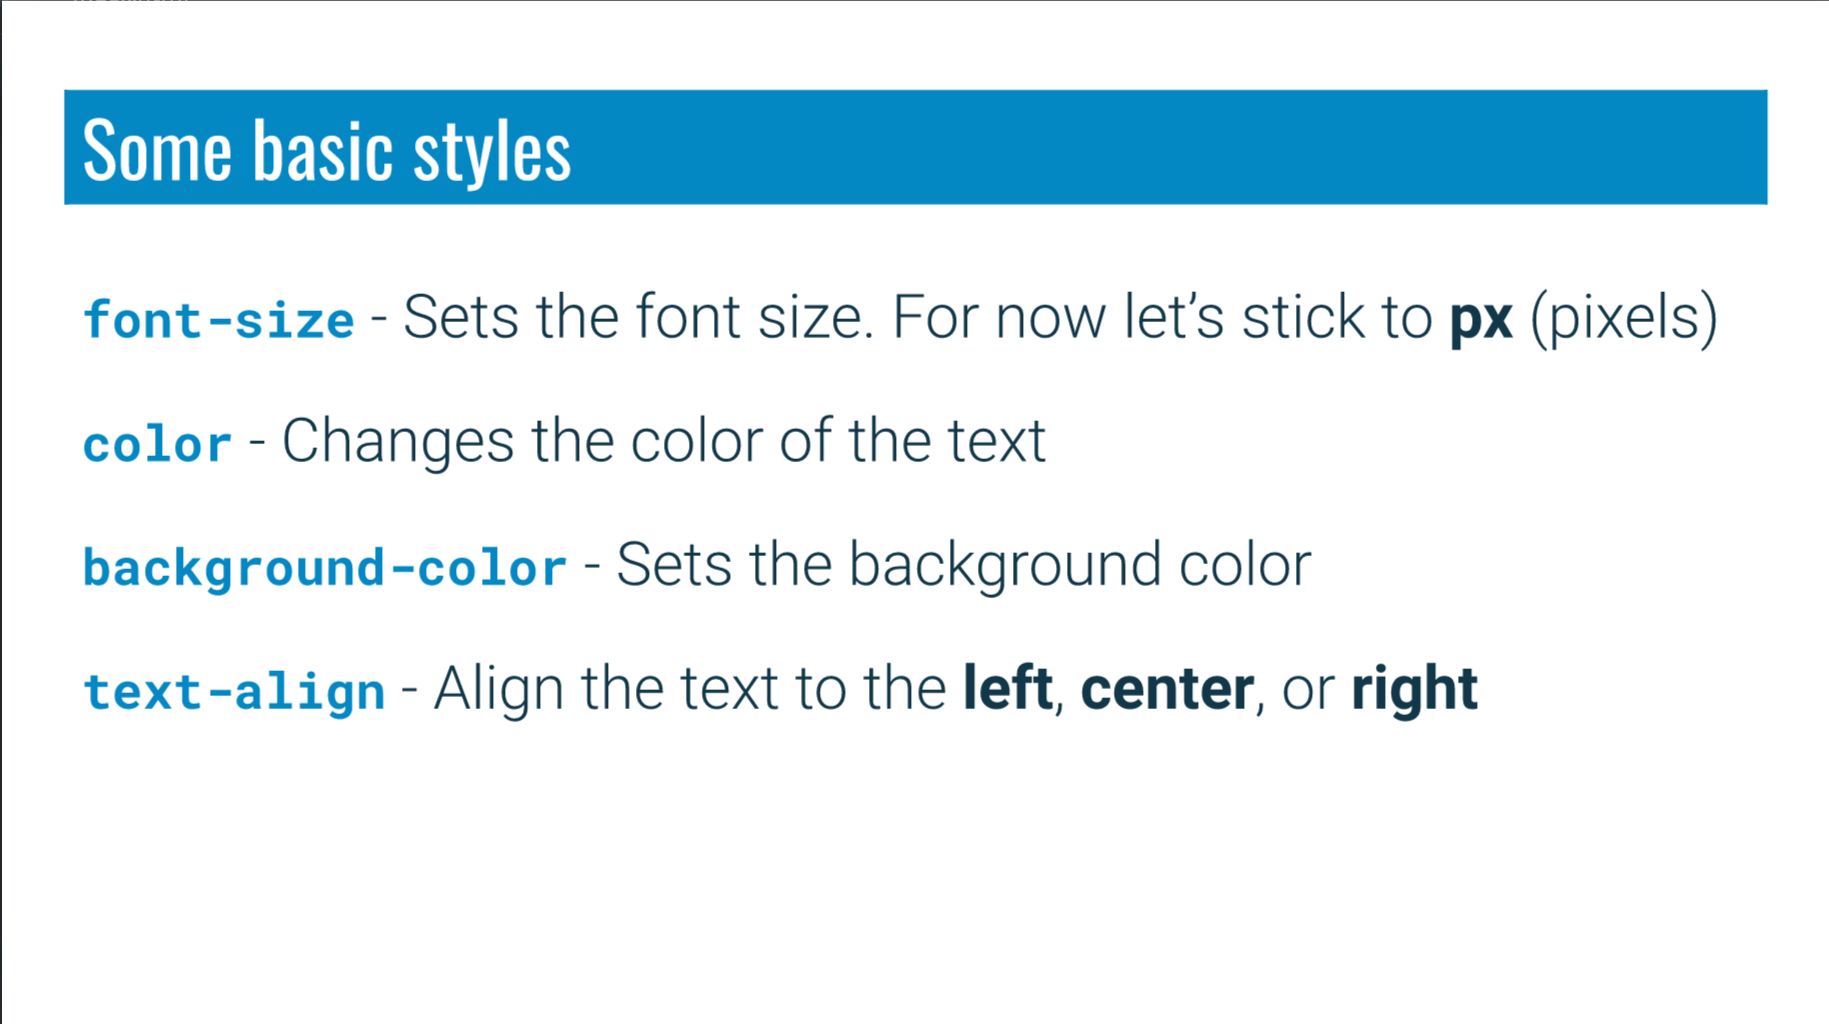 Some basic styles
font-size - Sets the font size. For now let’s stick to px (pixels)
color - Changes the color of the text
background-color - Sets the background color
text-align - Align the text to the left, center, or right